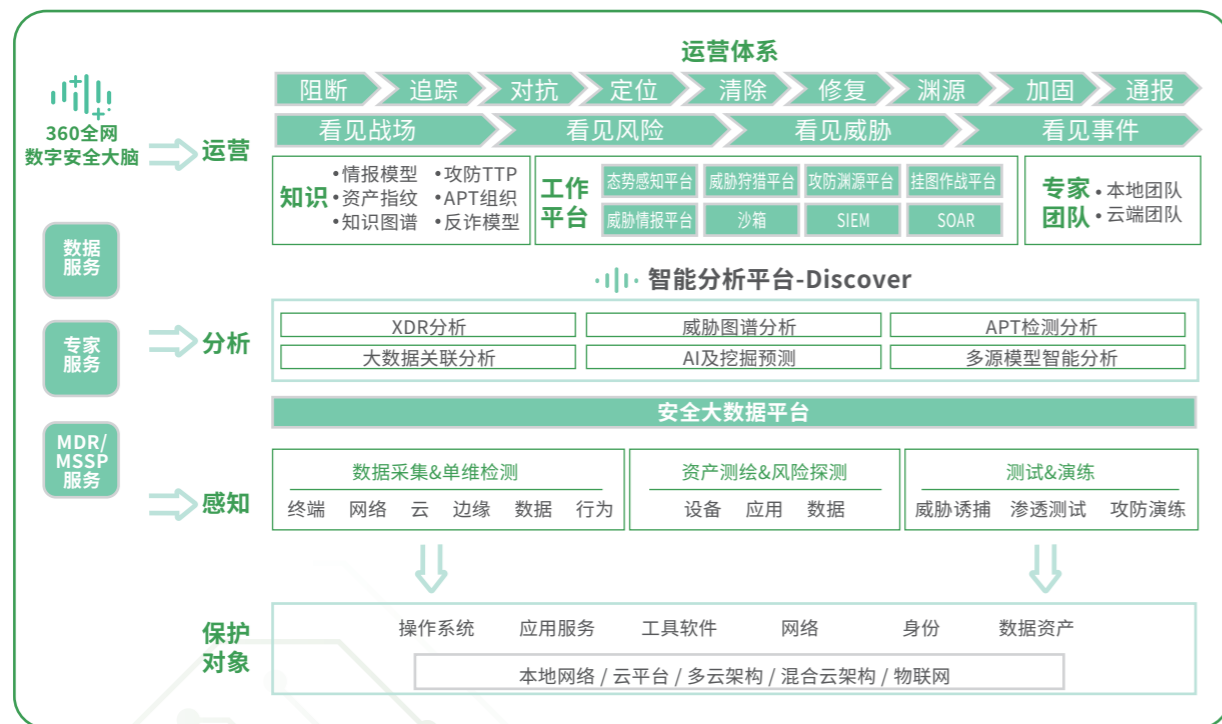 运营体系
360全网
数字安全大脑
运营
阻断 追踪 对抗 定位 清除 修复 渊源 加固 通报
看见战场 看见风险 看见威胁 看见事件
知识
•情报模型 •攻防TTP
•资产指纹 •APT组织
•知识图谱 •反诈模型
工作
平台
态势感知平台 威胁狩猎平台 攻防渊源平台 挂图作战平台
威胁情报平台 沙箱 SIEM SOAR
专家
团队
•本地团队
•云端团队
数据
服务
智能分析平台-Discover
专家
服务
分析
XDR分析 威胁图谱分析 APT检测分析
大数据关联分析 AI及挖掘预测 多源模型智能分析
安全大数据平台
MDR/
MSSP
服务
感知
数据采集&单维检测
终端 网络 云 边缘 数据 行为
资产测绘&风险探测
设备 应用 数据
测试&演练
威胁诱捕 渗透测试 攻防演练
保护
对象
操作系统 应用服务 工具软件 网络 身份 数据资产
本地网络 / 云平台 / 多云架构 / 混合云架构 / 物联网